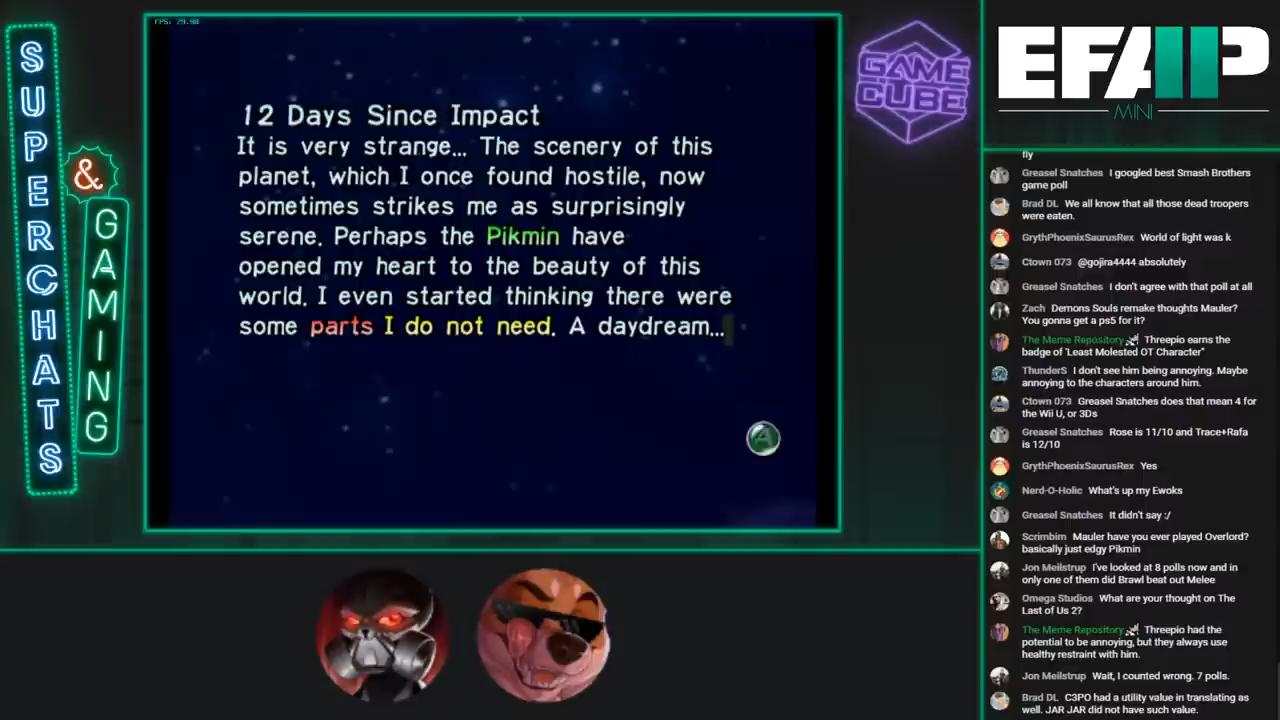 FPS: 29.98
SUPERCHATS
&
GAMING
12 Days Since Impact
It is very strange... The scenery of this
planet, which I once found hostile, now
sometimes strikes me as surprisingly
serene. Perhaps the Pikmin have
opened my heart to the beauty of this
world. I even started thinking there were
some parts I do not need. A daydream...
A
GAME
CUBE
EFAP
MINI
fly
Greasel Snatches I googled best Smash Brothers
game poll
Brad DL We all know that all those dead troopers
were eaten.
GrythPhoenixSaurusRex World of light was k
Ctown 073 @gojira4444 absolutely
Greasel Snatches I don't agree with that poll at all
Zach Demons Souls remake thoughts Mauler?
You gonna get a ps5 for it?
The Meme Repository Threepio earns the
badge of "Least Molested OT Character"
ThunderS I don't see him being annoying. Maybe
annoying to the characters around him.
Ctown 073 Greasel Snatches does that mean 4 for
the Wii U, or 3Ds
Greasel Snatches Rose is 11/10 and Trace+Rafa
is 12/10
GrythPhoenixSaurusRex Yes
Nerd-O-Holic What's up my Ewoks
Greasel Snatches It didn't say :/
Scrimbim Mauler have you ever played Overlord?
basically just edgy Pikmin
Jon Meilstrup I've looked at 8 polls now and in
only one of them did Brawl beat out Melee
Omega Studios What are your thought on The
Last of Us 2?
The Meme Repository Threepio had the
potential to be annoying, but they always use
healthy restraint with him.
Jon Meilstrup Wait, I counted wrong. 7 polls.
Brad DL C3PO had a utility value in translating as
well. JAR JAR did not have such value.